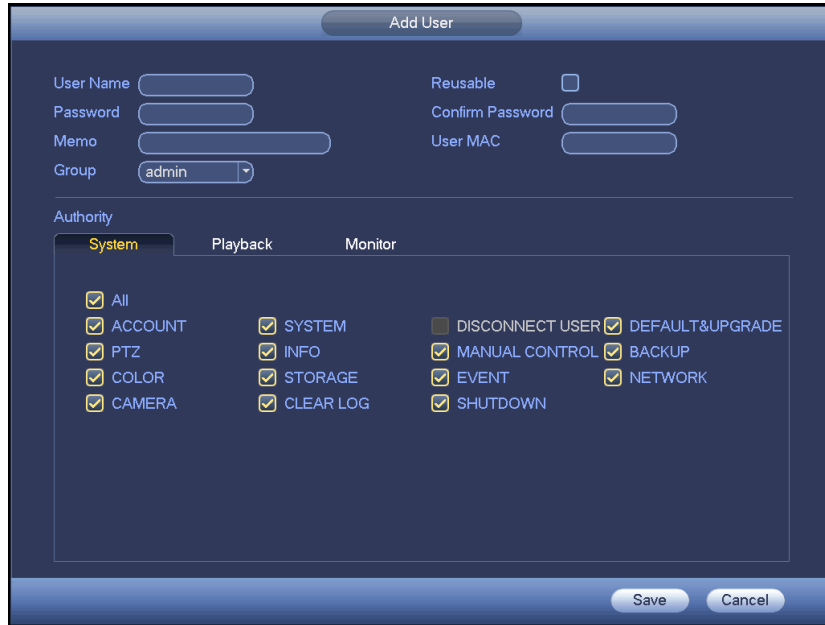 Add User
User Name Reusable
Password Confirm Password
Memo User MAC
Group admin
Authority
System Playback Monitor
All
ACCOUNT SYSTEM DISCONNECT USER DEFAULT&UPGRADE
PTZ INFO MANUAL CONTROL BACKUP
COLOR STORAGE EVENT NETWORK
CAMERA CLEAR LOG SHUTDOWN
Save Cancel